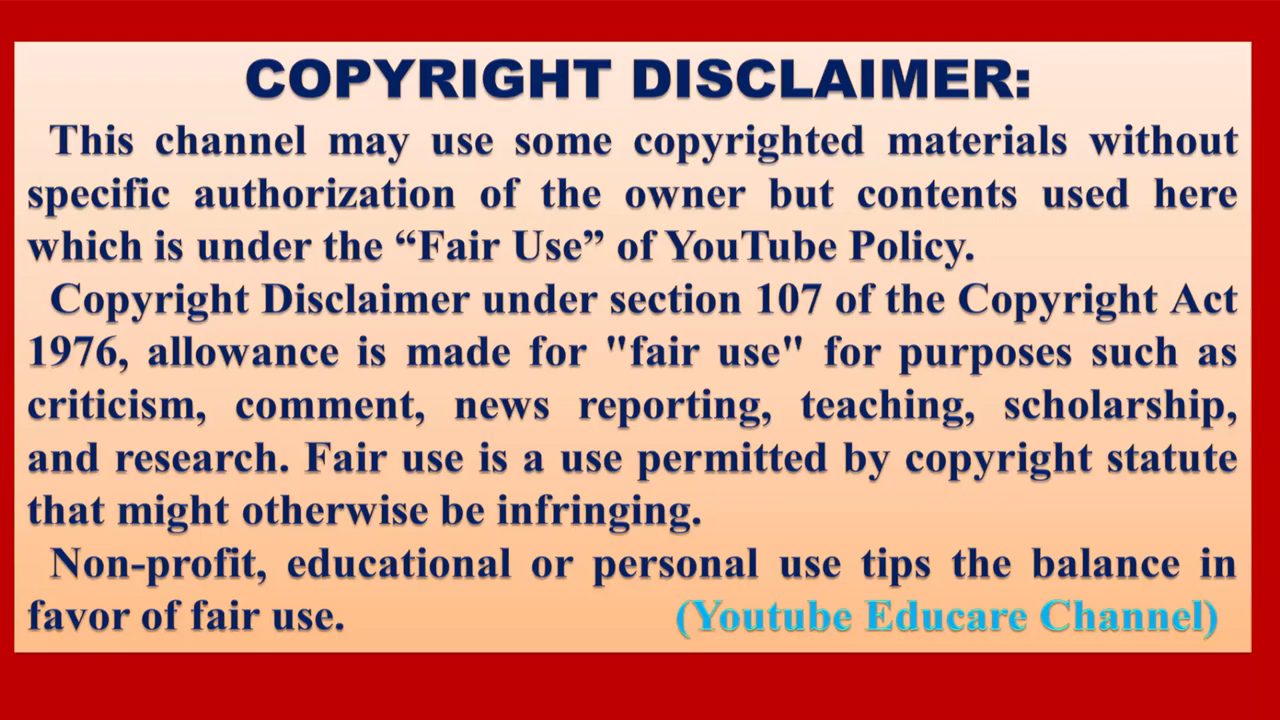 COPYRIGHT DISCLAIMER:
This channel may use some copyrighted materials without
specific authorization of the owner but contents used here
which is under the “Fair Use” of YouTube Policy.
Copyright Disclaimer under section 107 of the Copyright Act
1976, allowance is made for "fair use" for purposes such as
criticism, comment, news reporting, teaching, scholarship,
and research. Fair use is a use permitted by copyright statute
that might otherwise be infringing.
Non-profit, educational or personal use tips the balance in
favor of fair use. (Youtube Educare Channel)